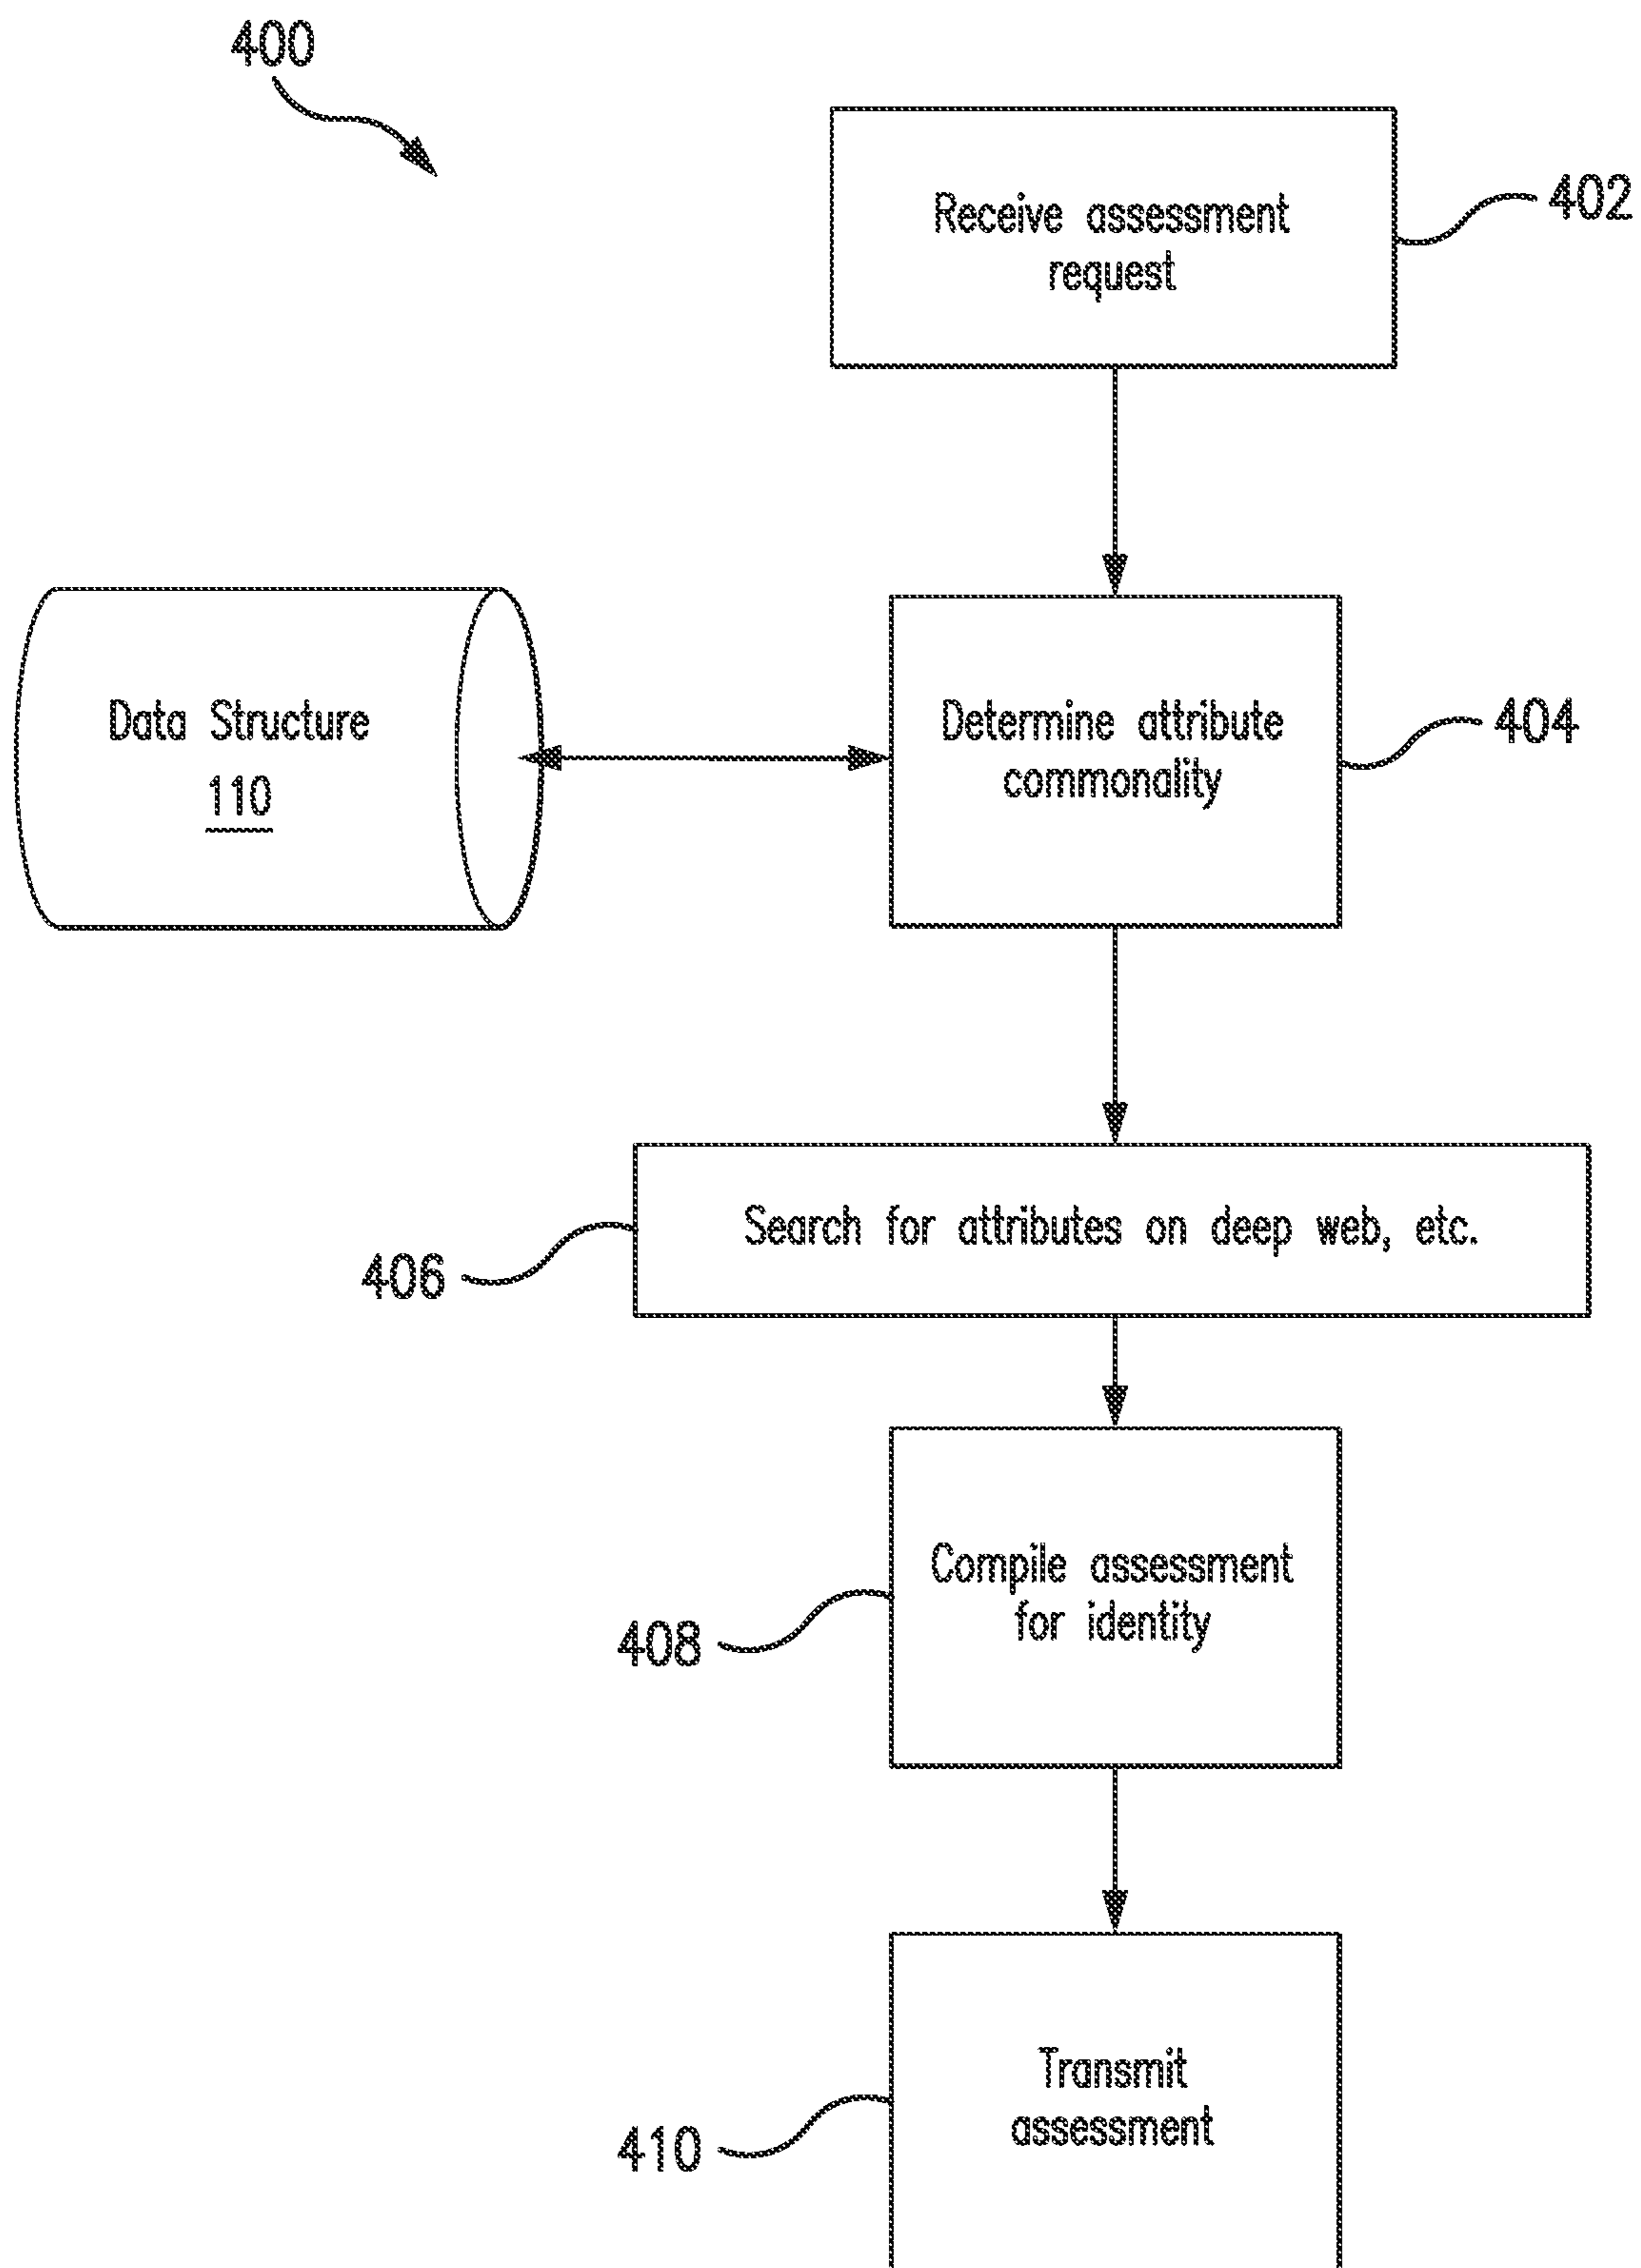 400
Receive assessment
request
402
Data Structure
110
Determine attribute
commonality
404
Search for attributes on deep web, etc.
406
Compile assessment
for identity
408
Transmit
assessment
410